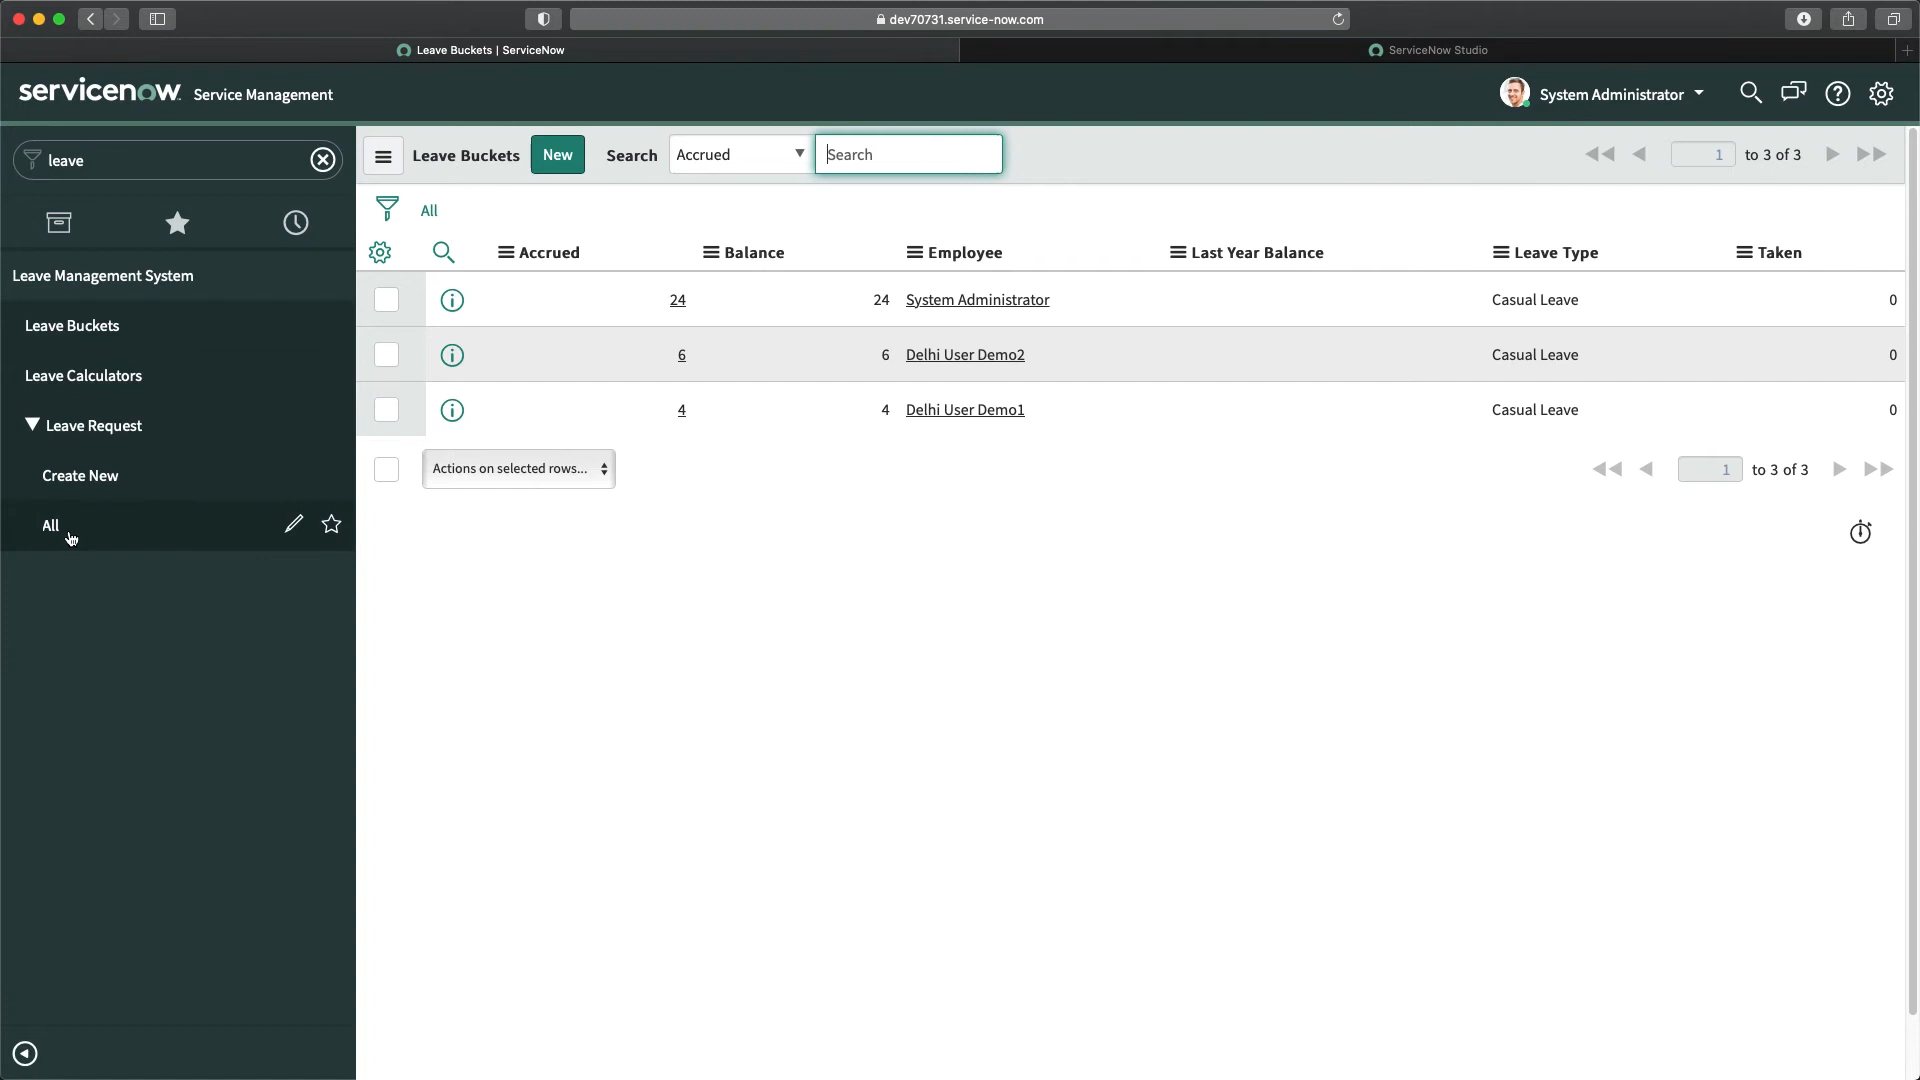 dev70731.service-now.com
Leave Buckets | ServiceNow
ServiceNow Studio
servicenow. Service Management
System Administrator
leave
Leave Management System
Leave Buckets
Leave Calculators
Leave Request
Create New
All
Leave Buckets New Search Accrued Search 1 to 3 of 3
All
Accrued Balance Employee Last Year Balance Leave Type Taken
24 24 System Administrator Casual Leave 0
6 6 Delhi User Demo2 Casual Leave 0
4 4 Delhi User Demo1 Casual Leave 0
Actions on selected rows... 1 to 3 of 3